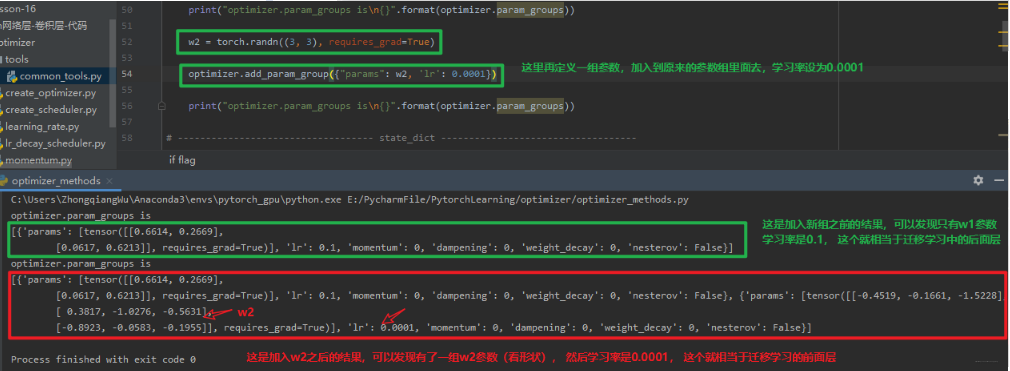 sson-16
n网络层-卷积层-代码
ptimizer
tools
common_tools.py
create_optimizer.py
create_scheduler.py
learning_rate.py
lr_decay_scheduler.py
momentum.py
50 print("optimizer.param_groups is\n{}".format(optimizer.param_groups))
51
52 w2 = torch.randn((3, 3), requires_grad=True)
53
54 optimizer.add_param_group({"params": w2, 'lr': 0.0001})
这里再定义一组参数，加入到原来的参数组里面去，学习率设为0.0001
55
56 print("optimizer.param_groups is\n{}".format(optimizer.param_groups))
57
58 # ----------------------------------- state_dict -----------------------------------
if flag
optimizer_methods ×
C:\Users\ZhongqiangWu\Anaconda3\envs\pytorch_gpu\python.exe E:/PycharmFile/PytorchLearning/optimizer/optimizer_methods.py
optimizer.param_groups is
[{'params': [tensor([[0.6614, 0.2669],
[0.0617, 0.6213]], requires_grad=True)], 'lr': 0.1, 'momentum': 0, 'dampening': 0, 'weight_decay': 0, 'nesterov': False}]
这是加入新组之前的结果，可以发现只有w1参数
学习率是0.1， 这个就相当于迁移学习中的后面层
optimizer.param_groups is
[{'params': [tensor([[0.6614, 0.2669],
[0.0617, 0.6213]], requires_grad=True)], 'lr': 0.1, 'momentum': 0, 'dampening': 0, 'weight_decay': 0, 'nesterov': False}, {'params': [tensor([[-0.4519, -0.1661, -1.5228],
[ 0.3817, -1.0276, -0.5631], w2
[-0.8923, -0.0583, -0.1955]], requires_grad=True)], 'lr': 0.0001, 'momentum': 0, 'dampening': 0, 'weight_decay': 0, 'nesterov': False}]
Process finished with exit code 0
这是加入w2之后的结果，可以发现有了一组w2参数（看形状）， 然后学习率是0.0001， 这个就相当于迁移学习的前面层